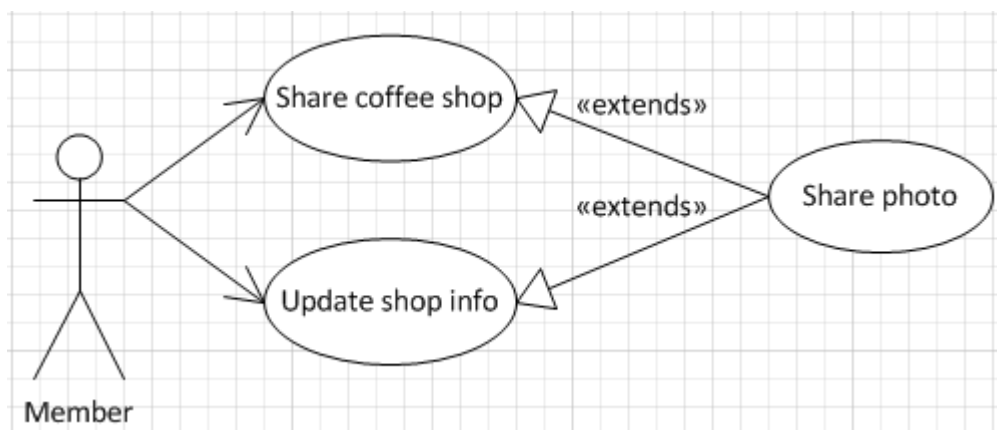 Share coffee shop
«extends»
Share photo
«extends»
Update shop info
Member